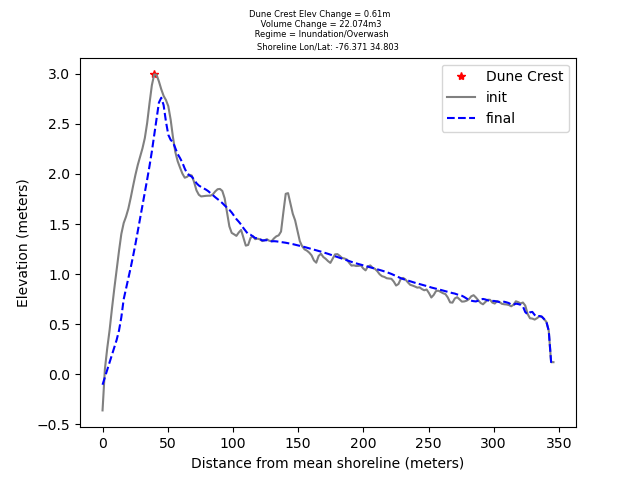 Dune Crest Elev Change = 0.61m
Volume Change = 22.074m3
Regime = Inundation/Overwash
Shoreline Lon/Lat: -76.371 34.803
Dune Crest
init
final
Elevation (meters)
3.0
2.5
2.0
1.5
1.0
0.5
0.0
−0.5
0 50 100 150 200 250 300 350
Distance from mean shoreline (meters)